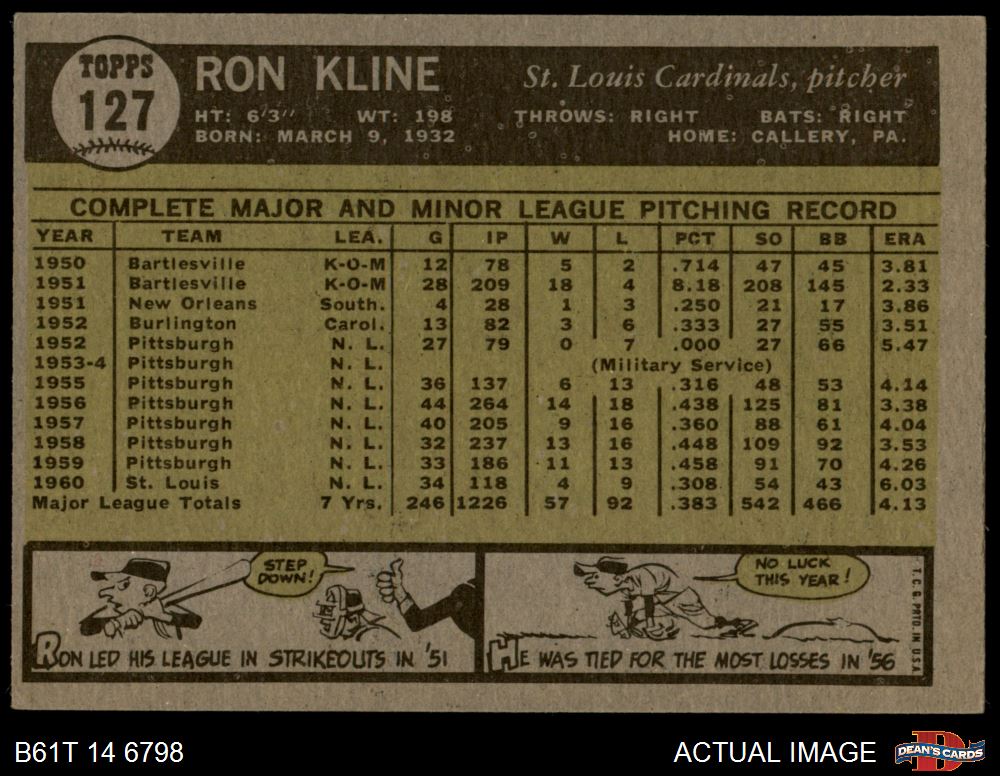 TOPPS
127
RON KLINE
St. Louis Cardinals, pitcher
HT: 6'3" WT: 198 THROWS: RIGHT BATS: RIGHT
BORN: MARCH 9, 1932 HOME: CALLERY, PA.
COMPLETE MAJOR AND MINOR LEAGUE PITCHING RECORD
YEAR TEAM LEA. G IP W L PCT SO BB ERA
1950 Bartlesville K-O-M 12 78 5 2 .714 47 45 3.81
1951 Bartlesville K-O-M 28 209 18 4 8.18 208 145 2.33
1951 New Orleans South. 4 28 1 3 .250 21 17 3.86
1952 Burlington Carol. 13 82 3 6 .333 27 55 3.51
1952 Pittsburgh N. L. 27 79 0 7 .000 27 66 5.47
1953-4 Pittsburgh N. L. (Military Service)
1955 Pittsburgh N. L. 36 137 6 13 .316 48 53 4.14
1956 Pittsburgh N. L. 44 264 14 18 .438 125 81 3.38
1957 Pittsburgh N. L. 40 205 9 16 .360 88 61 4.04
1958 Pittsburgh N. L. 32 237 13 16 .448 109 92 3.53
1959 Pittsburgh N. L. 33 186 11 13 .458 91 70 4.26
1960 St. Louis N. L. 34 118 4 9 .308 54 43 6.03
Major League Totals 7 Yrs. 246 1226 57 92 .383 542 466 4.13
STEP
DOWN!
RON LED HIS LEAGUE IN STRIKEOUTS IN '51
NO LUCK
THIS YEAR!
HE WAS TIED FOR THE MOST LOSSES IN '56
T. C. G. PRTD. IN U.S.A.
B61T 14 6798
ACTUAL IMAGE
D
DEAN'S CARDS